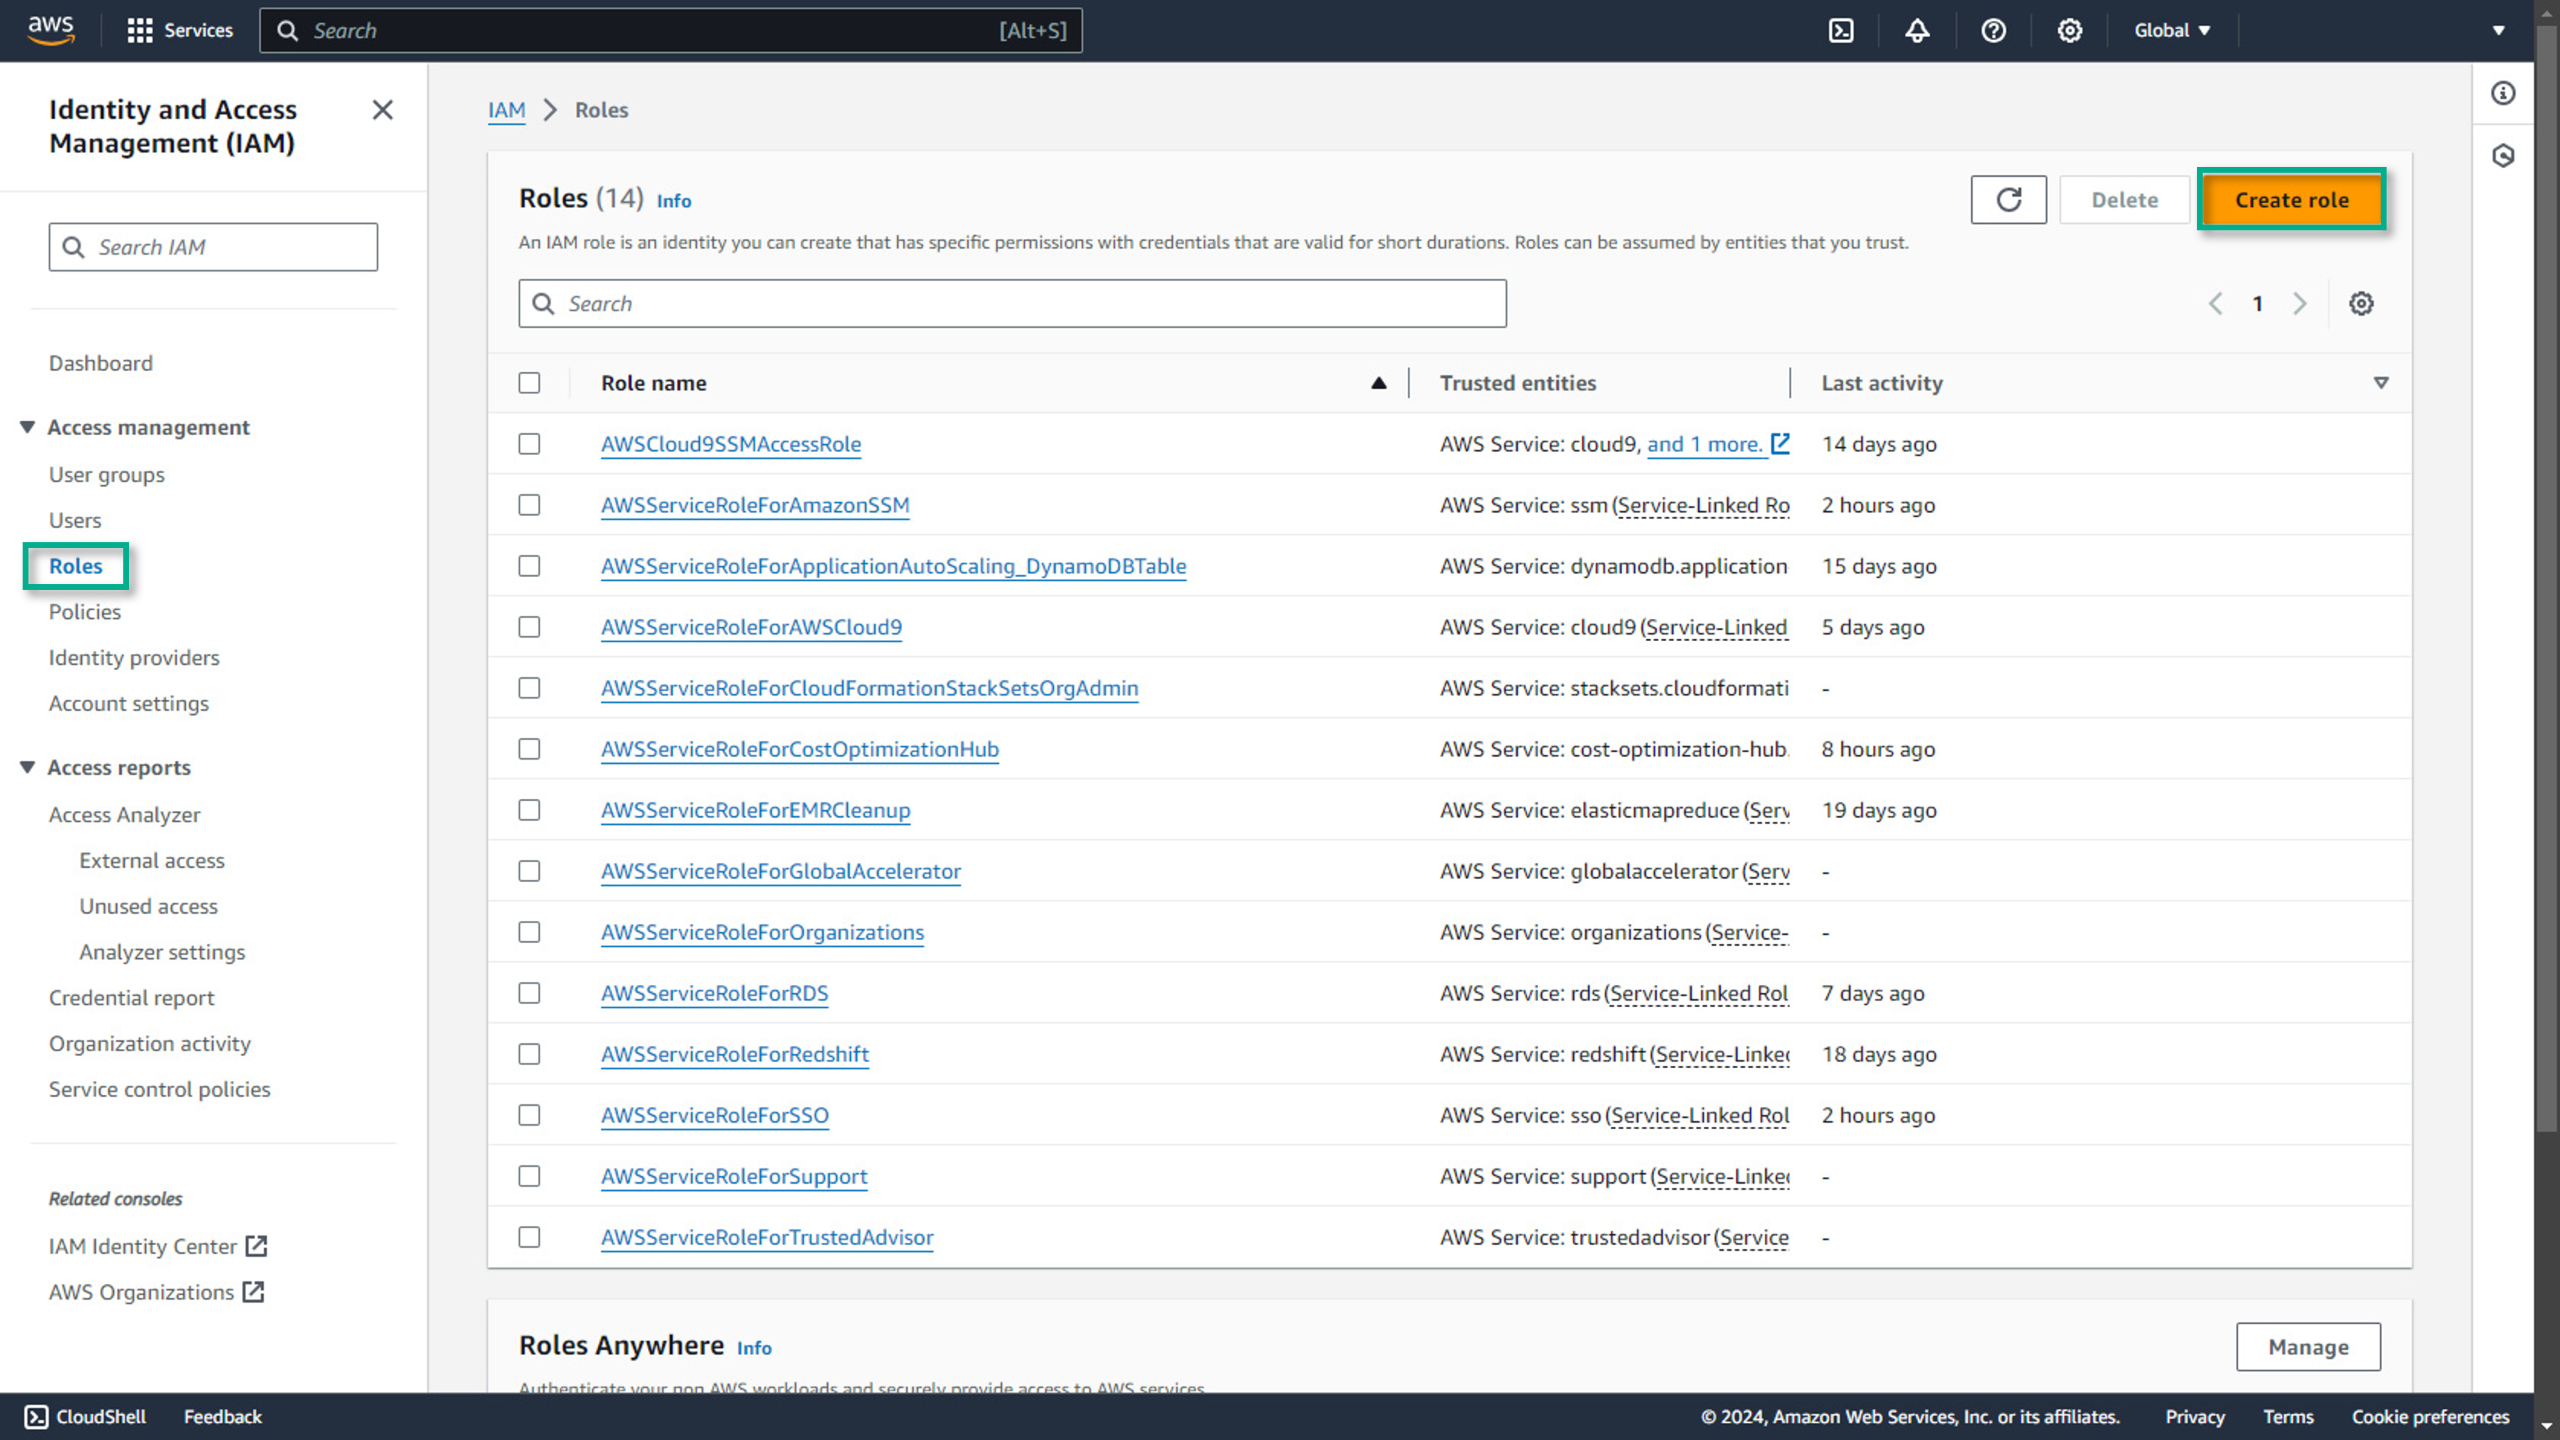 aws
Services
Search
[Alt+S]
Global
Identity and Access
Management (IAM)
Search IAM
Dashboard
Access management
User groups
Users
Roles
Policies
Identity providers
Account settings
Access reports
Access Analyzer
External access
Unused access
Analyzer settings
Credential report
Organization activity
Service control policies
Related consoles
IAM Identity Center
AWS Organizations
IAM > Roles
Roles (14) Info
Delete
Create role
An IAM role is an identity you can create that has specific permissions with credentials that are valid for short durations. Roles can be assumed by entities that you trust.
Search
1
Role name Trusted entities Last activity
AWSCloud9SSMAccessRole AWS Service: cloud9, and 1 more. 14 days ago
AWSServiceRoleForAmazonSSM AWS Service: ssm (Service-Linked Ro 2 hours ago
AWSServiceRoleForApplicationAutoScaling_DynamoDBTable AWS Service: dynamodb.application 15 days ago
AWSServiceRoleForAWSCloud9 AWS Service: cloud9 (Service-Linked 5 days ago
AWSServiceRoleForCloudFormationStackSetsOrgAdmin AWS Service: stacksets.cloudformati -
AWSServiceRoleForCostOptimizationHub AWS Service: cost-optimization-hub. 8 hours ago
AWSServiceRoleForEMRCleanup AWS Service: elasticmapreduce (Serv 19 days ago
AWSServiceRoleForGlobalAccelerator AWS Service: globalaccelerator (Serv -
AWSServiceRoleForOrganizations AWS Service: organizations (Service- -
AWSServiceRoleForRDS AWS Service: rds (Service-Linked Rol 7 days ago
AWSServiceRoleForRedshift AWS Service: redshift (Service-Linked 18 days ago
AWSServiceRoleForSSO AWS Service: sso (Service-Linked Rol 2 hours ago
AWSServiceRoleForSupport AWS Service: support (Service-Linked -
AWSServiceRoleForTrustedAdvisor AWS Service: trustedadvisor (Service -
Roles Anywhere Info
Manage
Authenticate your non AWS workloads and securely provide access to AWS services.
CloudShell
Feedback
© 2024, Amazon Web Services, Inc. or its affiliates.
Privacy
Terms
Cookie preferences